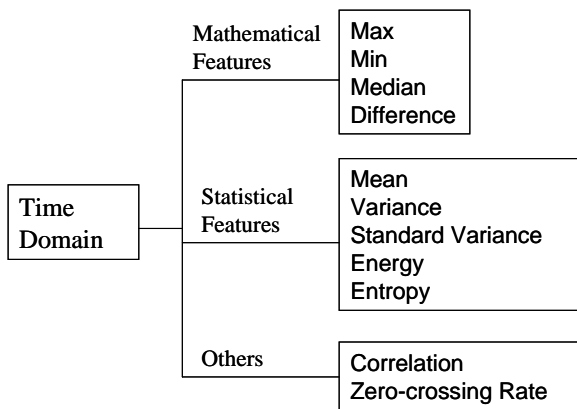 Time
Domain
Mathematical
Features
Max
Min
Median
Difference
Statistical
Features
Mean
Variance
Standard Variance
Energy
Entropy
Others
Correlation
Zero-crossing Rate